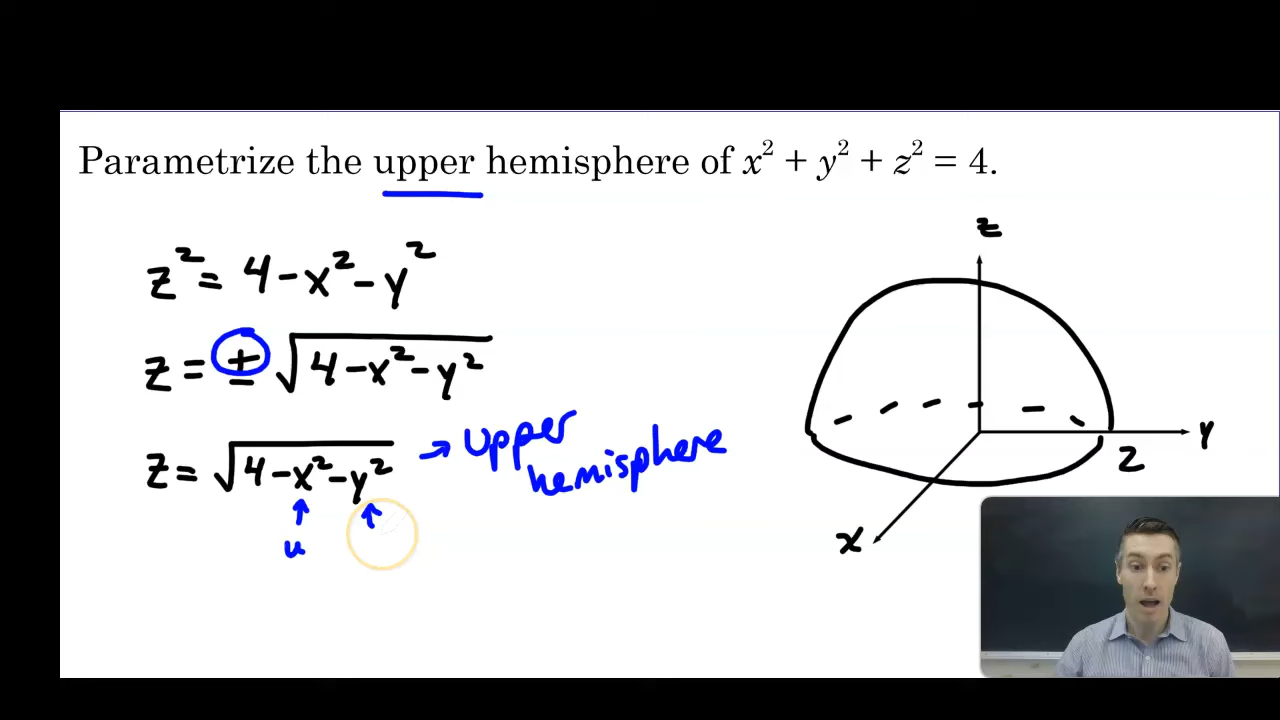 Parametrize the upper hemisphere of x² + y² + z² = 4.
z² = 4 - x² - y²
z = ± √(4 - x² - y²)
z = √(4 - x² - y²) → upper hemisphere
↑ ↑
u
z
y
2
x